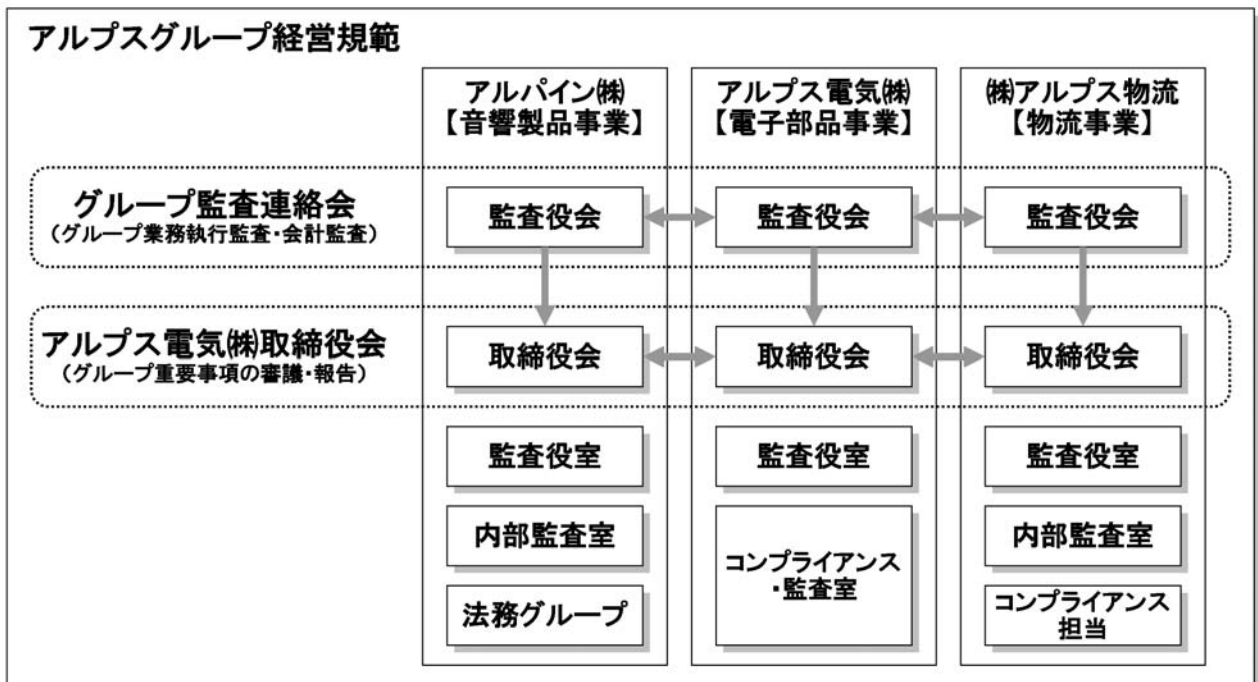 アルプスグループ経営規範
アルパイン㈱
【音響製品事業】
アルプス電気㈱
【電子部品事業】
㈱アルプス物流
【物流事業】
グループ監査連絡会
（グループ業務執行監査・会計監査）
監査役会
監査役会
監査役会
アルプス電気㈱取締役会
（グループ重要事項の審議・報告）
取締役会
取締役会
取締役会
監査役室
監査役室
監査役室
内部監査室
コンプライアンス
・監査室
内部監査室
法務グループ
コンプライアンス
担当